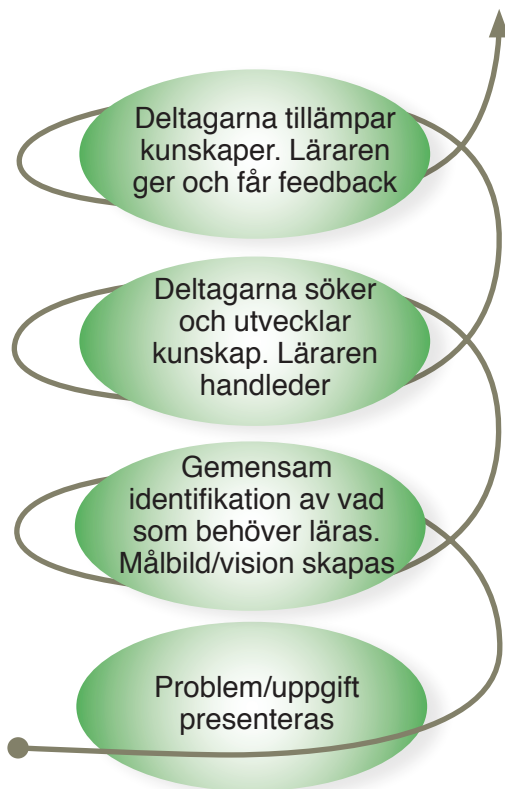 Deltagarna tillämpar
kunskaper. Läraren
ger och får feedback
Deltagarna söker
och utvecklar
kunskap. Läraren
handleder
Gemensam
identifikation av vad
som behöver läras.
Målbild/vision skapas
Problem/uppgift
presenteras